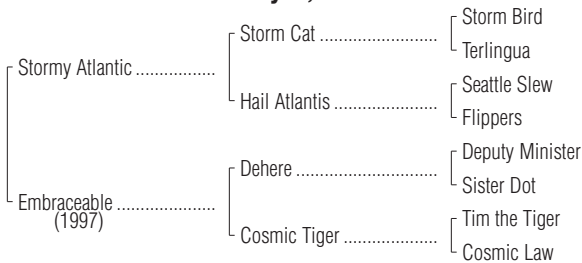 Storm Bird
Storm Cat ....................
Terlingua
Stormy Atlantic ................
Seattle Slew
Hail Atlantis ....................
Flippers
Deputy Minister
Dehere ...........................
Sister Dot
Embraceable ...................
(1997)
Tim the Tiger
Cosmic Tiger ..................
Cosmic Law